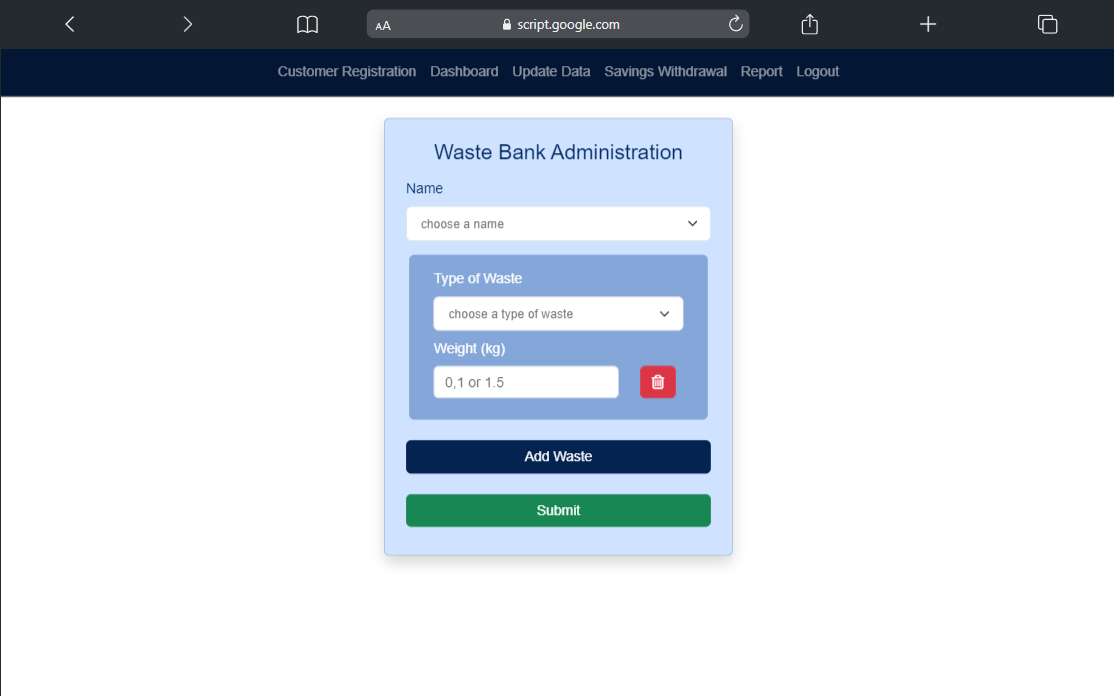 AA script.google.com
Customer Registration Dashboard Update Data Savings Withdrawal Report Logout
Waste Bank Administration
Name
choose a name
Type of Waste
choose a type of waste
Weight (kg)
0,1 or 1.5
Add Waste
Submit